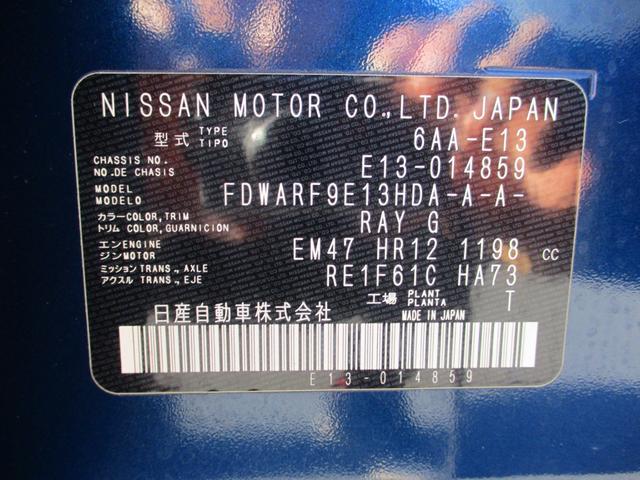 NISSAN MOTOR CO.,LTD. JAPAN
型式 TYPE TIPO 6AA-E13
CHASSIS NO. NO.DE CHASSIS E13-014859
MODEL MODELO FDWARF9E13HDA-A-A-
カラー COLOR, TRIM トリム COLOR, GUARNICION RAY G
エンジン ENGINE MOTOR EM47 HR12 1198 cc
ミッション TRANS., AXLE アクスル TRANS., EJE RE1F61C HA73
工場 PLANT PLANTA T
日産自動車株式会社 MADE IN JAPAN
E13-014859